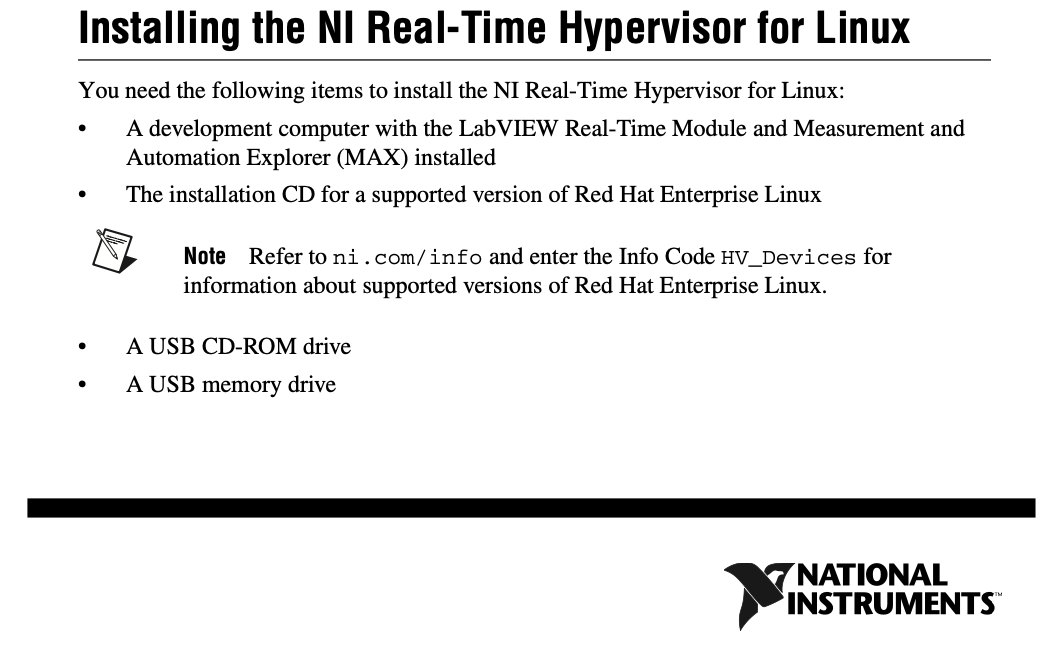 Installing the NI Real-Time Hypervisor for Linux
You need the following items to install the NI Real-Time Hypervisor for Linux:
• A development computer with the LabVIEW Real-Time Module and Measurement and
Automation Explorer (MAX) installed
• The installation CD for a supported version of Red Hat Enterprise Linux
Note Refer to ni.com/info and enter the Info Code HV_Devices for
information about supported versions of Red Hat Enterprise Linux.
• A USB CD-ROM drive
• A USB memory drive
NATIONAL
INSTRUMENTS™